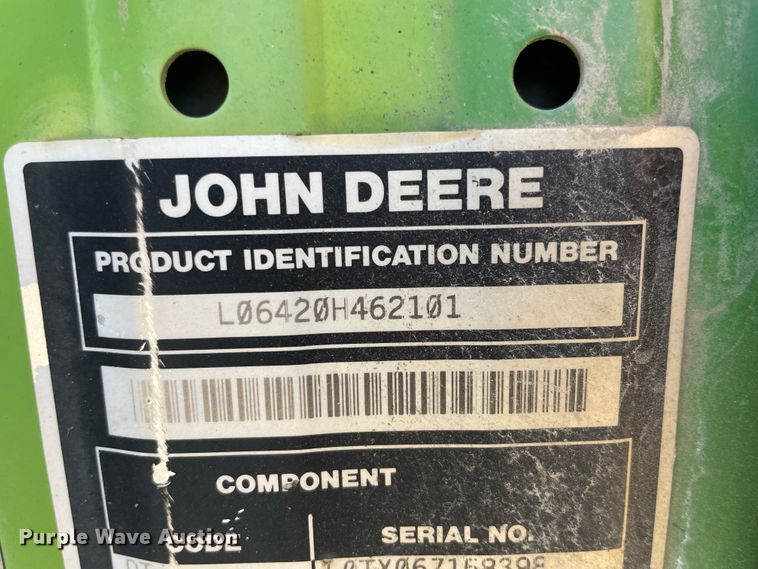 JOHN DEERE
PRODUCT IDENTIFICATION NUMBER
L06420H462101
COMPONENT
CODE SERIAL NO.
Purple Wave Auction